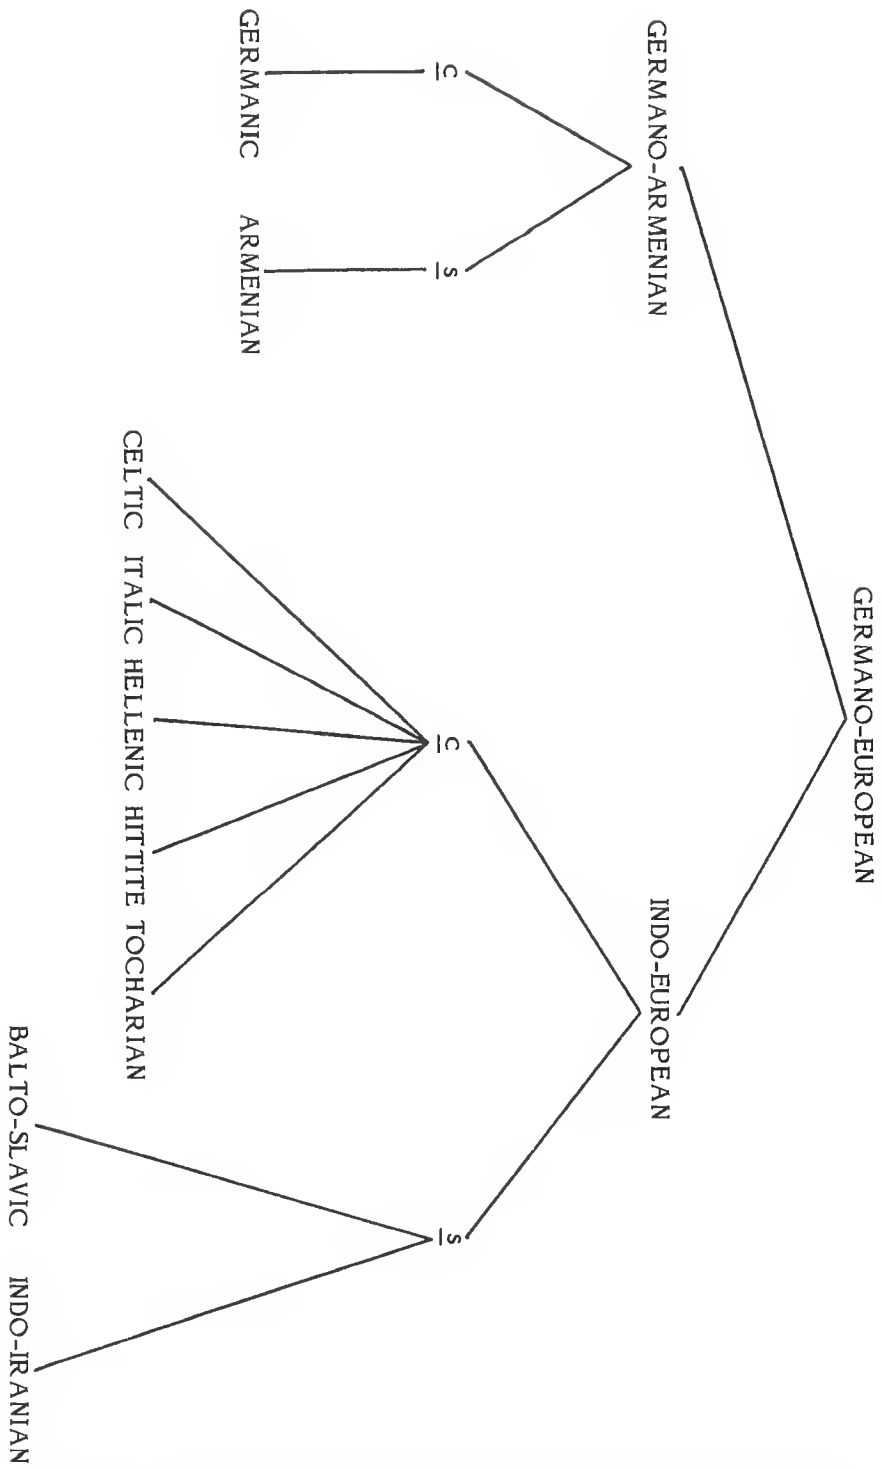 GERMANO-EUROPEAN
GERMANO-ARMENIAN
INDO-EUROPEAN
c
s
c
s
GERMANIC
ARMENIAN
CELTIC ITALIC HELLENIC HITTITE TOCHARIAN
BALTO-SLAVIC
INDO-IRANIAN